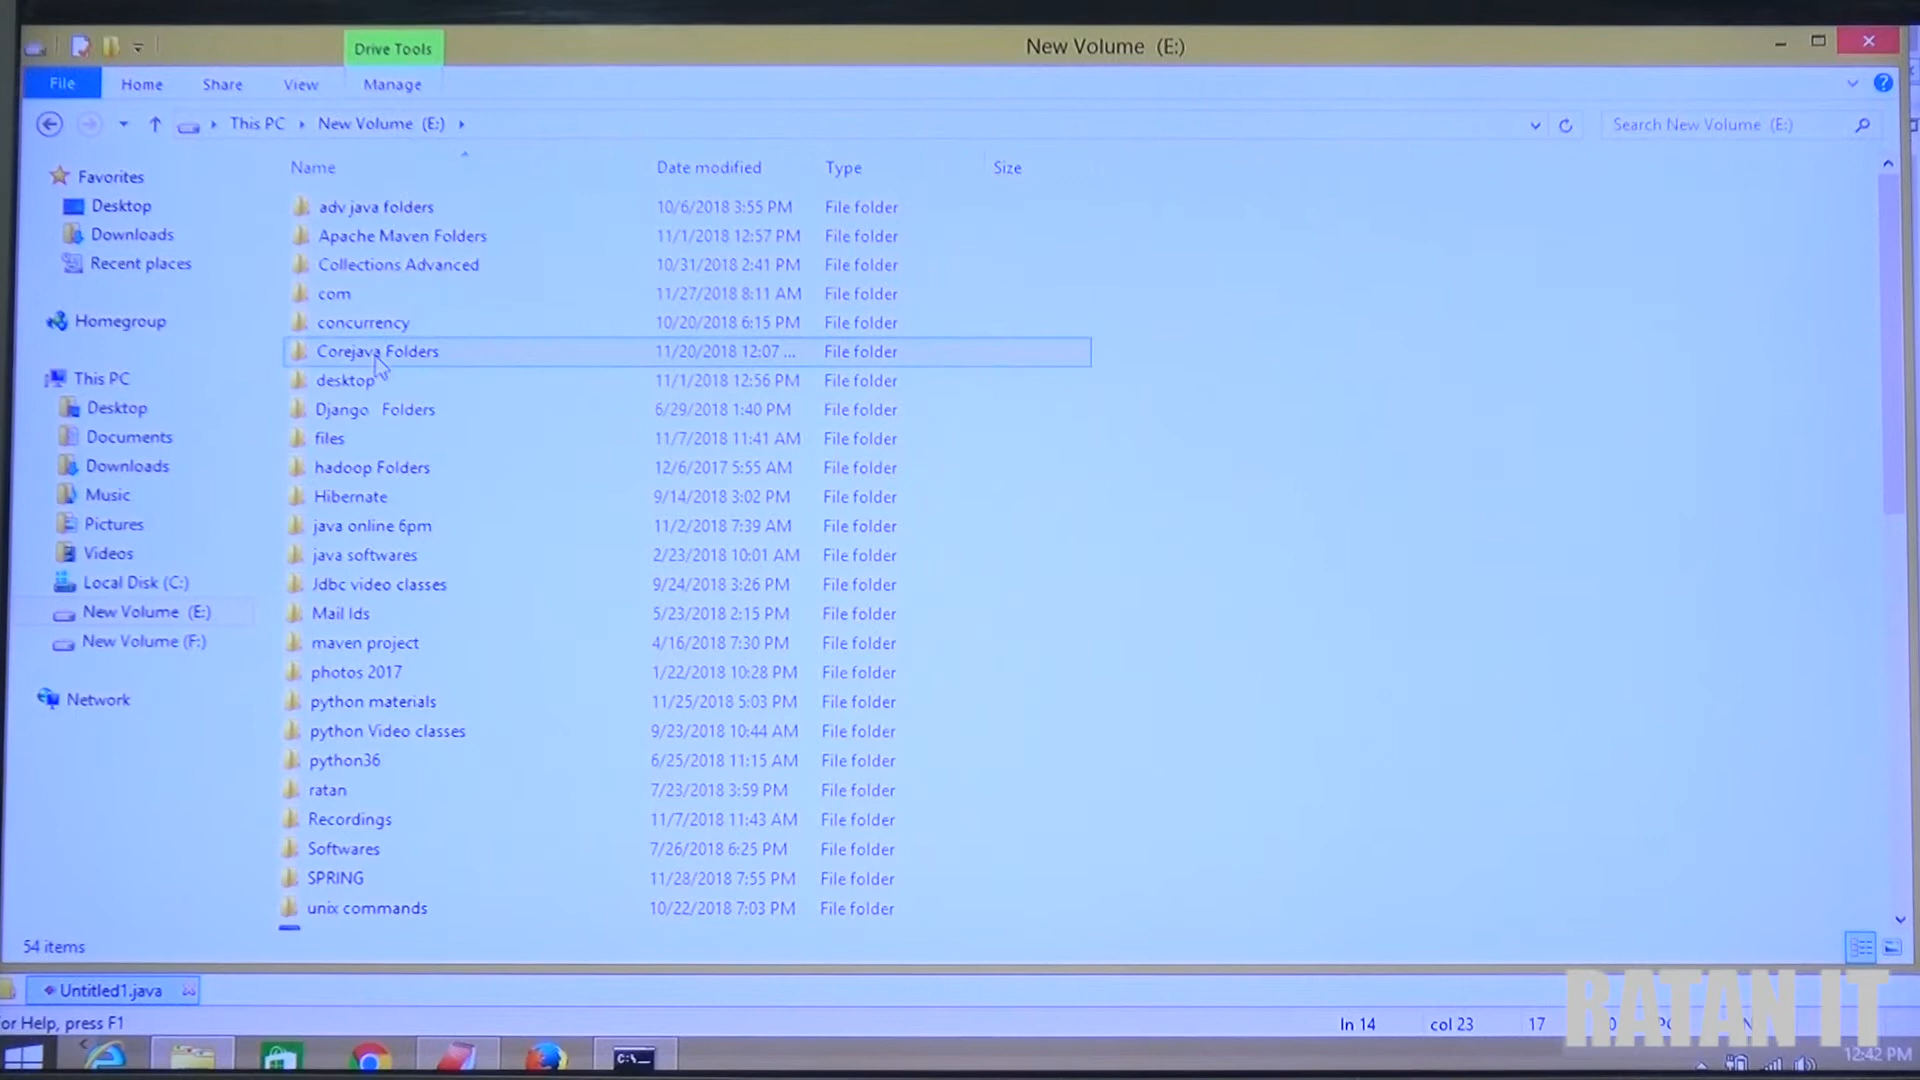 Drive Tools
New Volume (E:)
File Home Share View Manage
This PC New Volume (E:)
Search New Volume (E:)
Favorites
Desktop
Downloads
Recent places
Homegroup
This PC
Desktop
Documents
Downloads
Music
Pictures
Videos
Local Disk (C:)
New Volume (E:)
New Volume (F:)
Network
Name Date modified Type Size
adv java folders 10/6/2018 3:55 PM File folder
Apache Maven Folders 11/1/2018 12:57 PM File folder
Collections Advanced 10/31/2018 2:41 PM File folder
com 11/27/2018 8:11 AM File folder
concurrency 10/20/2018 6:15 PM File folder
Corejava Folders 11/20/2018 12:07 ... File folder
desktop 11/1/2018 12:56 PM File folder
Django Folders 6/29/2018 1:40 PM File folder
files 11/7/2018 11:41 AM File folder
hadoop Folders 12/6/2017 5:55 AM File folder
Hibernate 9/14/2018 3:02 PM File folder
java online 6pm 11/2/2018 7:39 AM File folder
java softwares 2/23/2018 10:01 AM File folder
Jdbc video classes 9/24/2018 3:26 PM File folder
Mail Ids 5/23/2018 2:15 PM File folder
maven project 4/16/2018 7:30 PM File folder
photos 2017 1/22/2018 10:28 PM File folder
python materials 11/25/2018 5:03 PM File folder
python Video classes 9/23/2018 10:44 AM File folder
python36 6/25/2018 11:15 AM File folder
ratan 7/23/2018 3:59 PM File folder
Recordings 11/7/2018 11:43 AM File folder
Softwares 7/26/2018 6:25 PM File folder
SPRING 11/28/2018 7:55 PM File folder
unix commands 10/22/2018 7:03 PM File folder
54 items
Untitled1.java
or Help, press F1
ln 14 col 23 17
RATAN IT
C:\_
12:42 PM